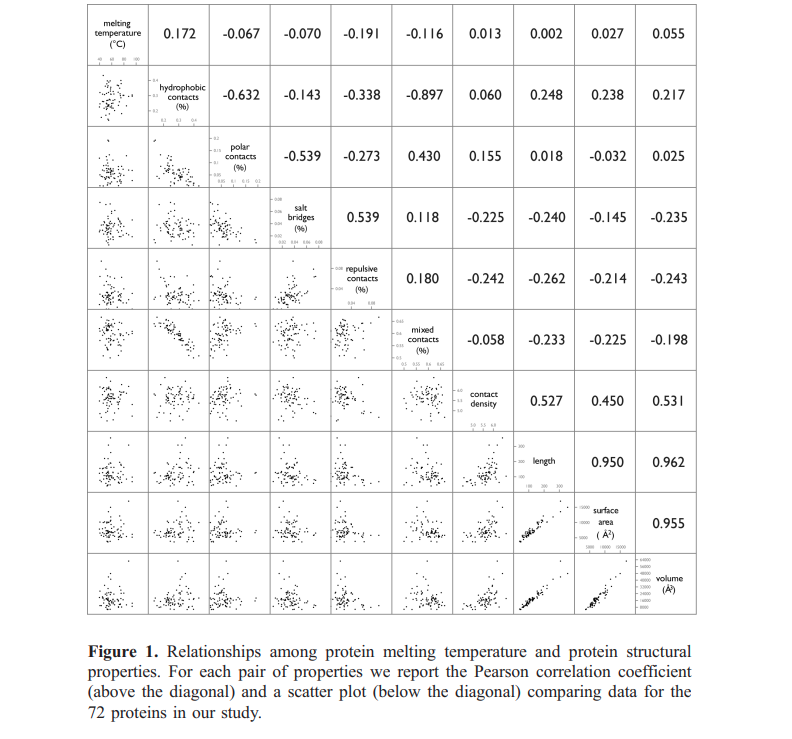 melting
temperature
(°C)
0.172 -0.067 -0.070 -0.191 -0.116 0.013 0.002 0.027 0.055
hydrophobic
contacts
(%)
-0.632 -0.143 -0.338 -0.897 0.060 0.248 0.238 0.217
polar
contacts
(%)
-0.539 -0.273 0.430 0.155 0.018 -0.032 0.025
salt
bridges
(%)
0.539 0.118 -0.225 -0.240 -0.145 -0.235
repulsive
contacts
(%)
0.180 -0.242 -0.262 -0.214 -0.243
mixed
contacts
(%)
-0.058 -0.233 -0.225 -0.198
contact
density
0.527 0.450 0.531
length
0.950 0.962
surface
area
(Å²)
0.955
volume
(Å³)
Figure 1. Relationships among protein melting temperature and protein structural
properties. For each pair of properties we report the Pearson correlation coefficient
(above the diagonal) and a scatter plot (below the diagonal) comparing data for the
72 proteins in our study.